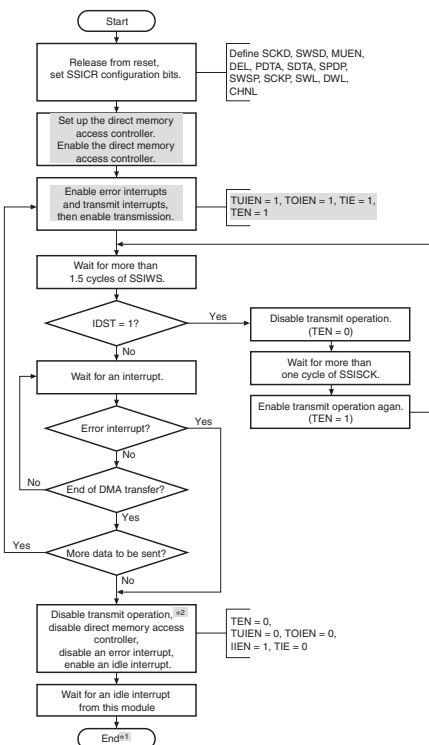 Start
Release from reset,
set SSICR configuration bits.
Define SCKD, SWSD, MUEN,
DEL, PDTA, SDTA, SPDP,
SWSP, SCKP, SWL, DWL,
CHNL
Set up the direct memory
access controller.
Enable the direct memory
access controller.
Enable error interrupts
and transmit interrupts,
then enable transmission.
TUIEN = 1, TOIEN = 1, TIE = 1,
TEN = 1
Wait for more than
1.5 cycles of SSIWS.
IDST = 1?
Yes
No
Disable transmit operation.
(TEN = 0)
Wait for more than
one cycle of SSISCK.
Enable transmit operation agan.
(TEN = 1)
Wait for an interrupt.
Error interrupt?
Yes
No
End of DMA transfer?
No
Yes
More data to be sent?
Yes
No
Disable transmit operation, *2
disable direct memory access
controller,
disable an error interrupt,
enable an idle interrupt.
TEN = 0,
TUIEN = 0, TOIEN = 0,
IIEN = 1, TIE = 0
Wait for an idle interrupt
from this module
End*1